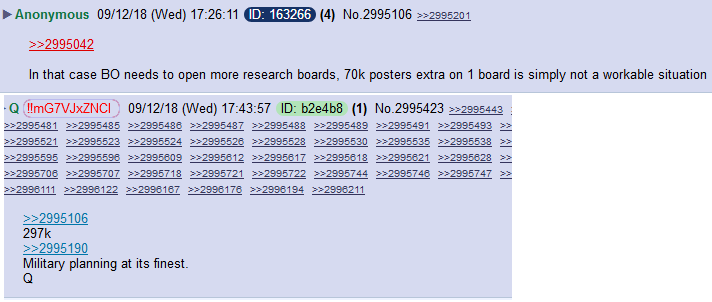 Anonymous 09/12/18 (Wed) 17:26:11 ID: 163266 (4) No.2995106 >>2995201
>>2995042
In that case BO needs to open more research boards, 70k posters extra on 1 board is simply not a workable situation
Q !!mG7VJxZNCI 09/12/18 (Wed) 17:43:57 ID: b2e4b8 (1) No.2995423 >>2995443
>>2995481 >>2995485 >>2995486 >>2995487 >>2995488 >>2995489 >>2995491 >>2995493
>>2995521 >>2995523 >>2995524 >>2995526 >>2995528 >>2995530 >>2995535 >>2995538
>>2995595 >>2995596 >>2995609 >>2995612 >>2995617 >>2995618 >>2995621 >>2995628
>>2995706 >>2995707 >>2995718 >>2995721 >>2995722 >>2995744 >>2995746 >>2995747
>>2996111 >>2996122 >>2996167 >>2996176 >>2996194 >>2996211
>>2995106
297k
>>2995190
Military planning at its finest.
Q